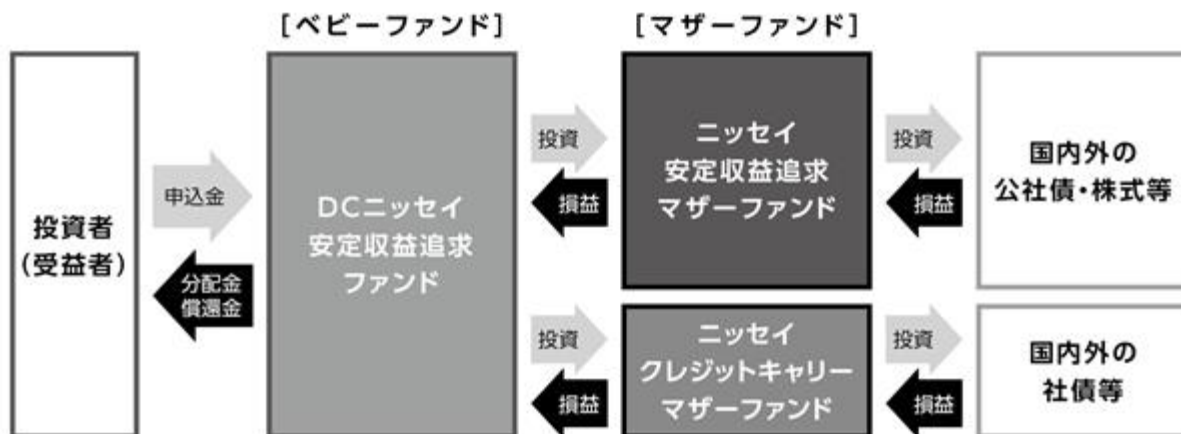 [ベビーファンド]
[マザーファンド]
投資者
(受益者)
申込金
分配金
償還金
DCニッセイ
安定収益追求
ファンド
投資
損益
ニッセイ
安定収益追求
マザーファンド
投資
損益
国内外の
公社債・株式等
投資
損益
ニッセイ
クレジットキャリー
マザーファンド
投資
損益
国内外の
社債等